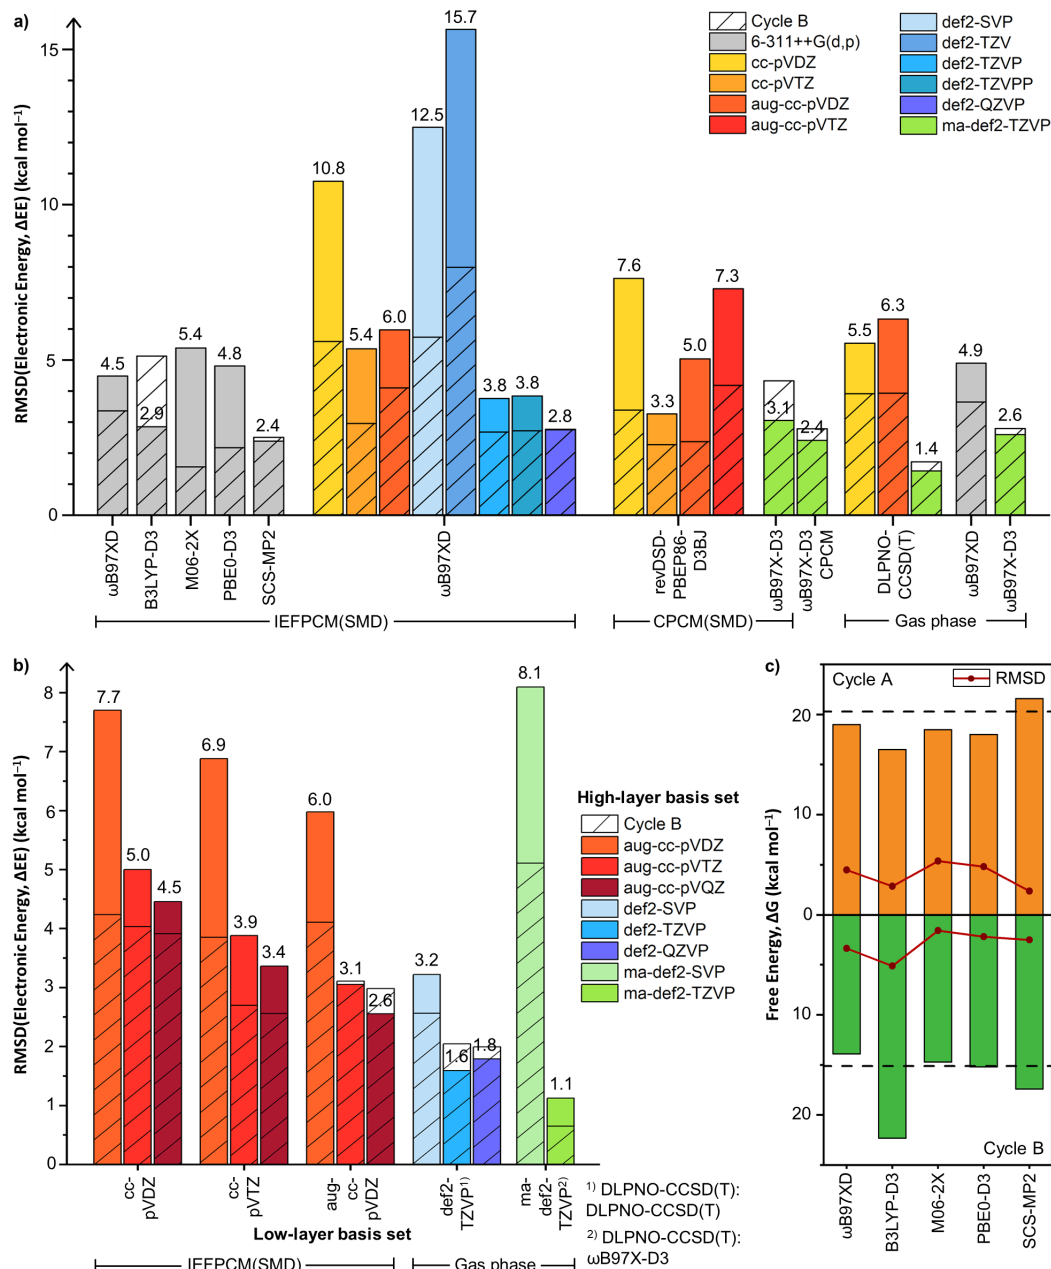 a)
RMSD(Electronic Energy, ΔEE) (kcal mol⁻¹)
15
10
5
0
Cycle B
6-311++G(d,p)
cc-pVDZ
cc-pVTZ
aug-cc-pVDZ
aug-cc-pVTZ
def2-SVP
def2-TZV
def2-TZVP
def2-TZVPP
def2-QZVP
ma-def2-TZVP
4.5
2.9
5.4
4.8
2.4
10.8
5.4
6.0
12.5
15.7
3.8
3.8
2.8
7.6
3.3
5.0
7.3
3.1
2.4
5.5
6.3
1.4
4.9
2.6
ωB97XD
B3LYP-D3
M06-2X
PBE0-D3
SCS-MP2
ωB97XD
revDSD-
PBEP86-
D3BJ
ωB97X-D3
ωB97X-D3
CPCM
DLPNO-
CCSD(T)
ωB97XD
ωB97X-D3
IEFPCM(SMD)
CPCM(SMD)
Gas phase
b)
RMSD(Electronic Energy, ΔEE) (kcal mol⁻¹)
8
7
6
5
4
3
2
1
0
7.7
5.0
4.5
6.9
3.9
3.4
6.0
3.1
2.6
3.2
1.6
1.8
8.1
1.1
High-layer basis set
Cycle B
aug-cc-pVDZ
aug-cc-pVTZ
aug-cc-pVQZ
def2-SVP
def2-TZVP
def2-QZVP
ma-def2-SVP
ma-def2-TZVP
cc-
pVDZ
cc-
pVTZ
aug-
cc-
pVDZ
def2-
TZVP¹⁾
ma-
def2-
TZVP²⁾
Low-layer basis set
IEFPCM(SMD)
Gas phase
¹⁾ DLPNO-CCSD(T):
DLPNO-CCSD(T)
²⁾ DLPNO-CCSD(T):
ωB97X-D3
c)
Cycle A
RMSD
Free Energy, ΔG (kcal mol⁻¹)
20
10
0
10
20
Cycle B
ωB97XD
B3LYP-D3
M06-2X
PBE0-D3
SCS-MP2